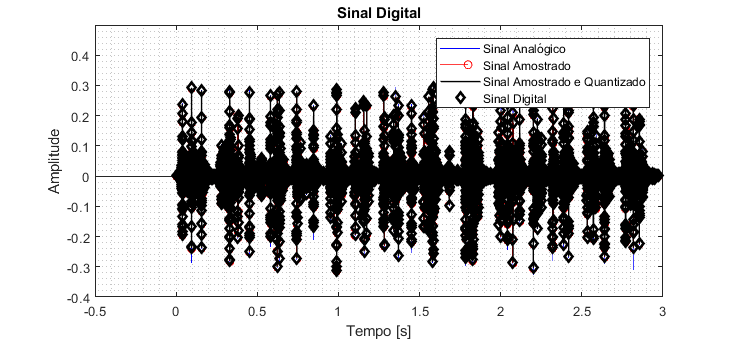 Sinal Digital
Sinal Analógico
Sinal Amostrado
Sinal Amostrado e Quantizado
Sinal Digital
Amplitude
0.4
0.3
0.2
0.1
0
-0.1
-0.2
-0.3
-0.4
-0.5 0 0.5 1 1.5 2 2.5 3
Tempo [s]